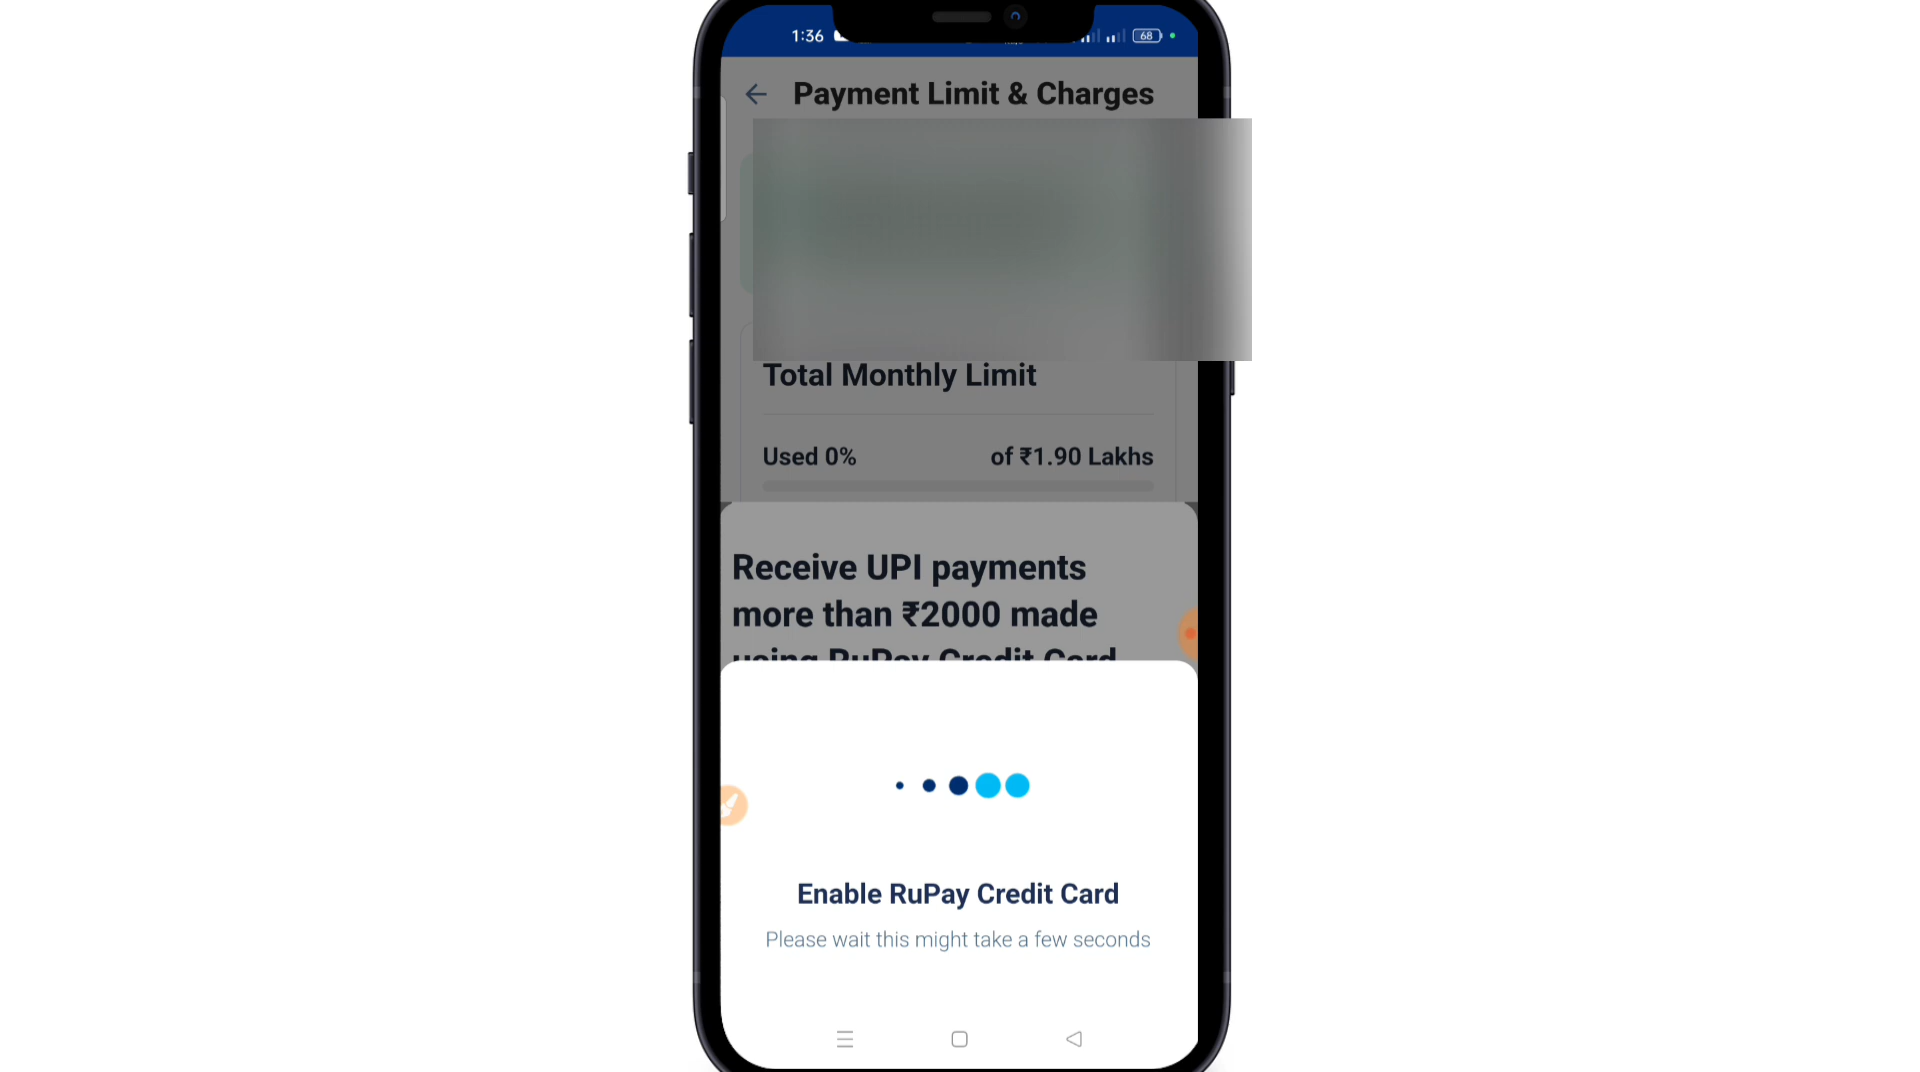 1:36
68
Payment Limit & Charges
Total Monthly Limit
Used 0% of ₹1.90 Lakhs
Receive UPI payments
more than ₹2000 made
using RuPay Credit Card
Enable RuPay Credit Card
Please wait this might take a few seconds